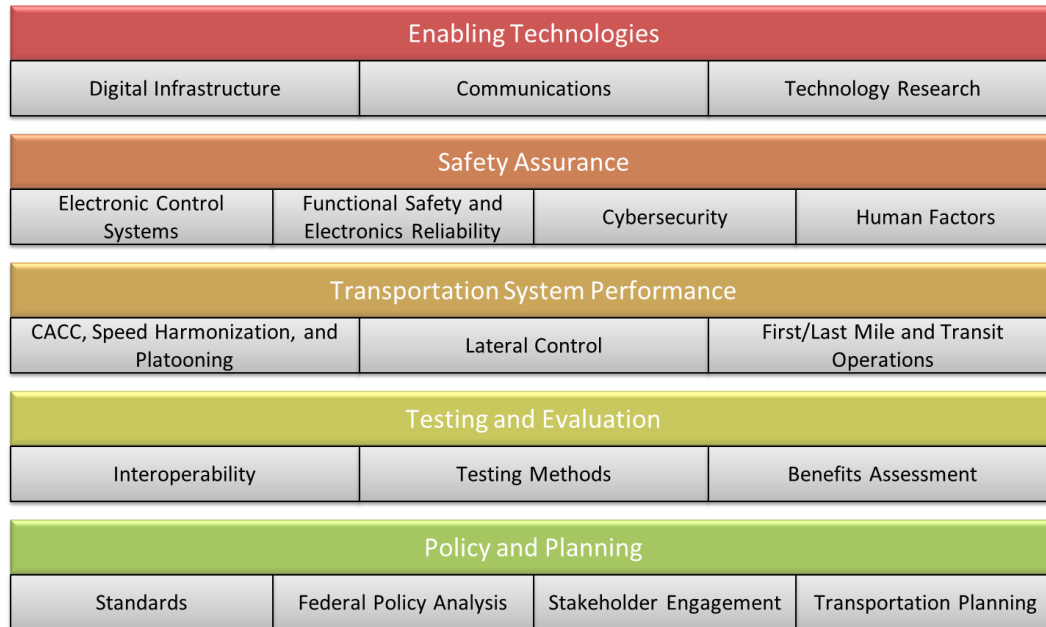 Enabling Technologies
Digital Infrastructure
Communications
Technology Research
Safety Assurance
Electronic Control
Systems
Functional Safety and
Electronics Reliability
Cybersecurity
Human Factors
Transportation System Performance
CACC, Speed Harmonization, and
Platooning
Lateral Control
First/Last Mile and Transit
Operations
Testing and Evaluation
Interoperability
Testing Methods
Benefits Assessment
Policy and Planning
Standards
Federal Policy Analysis
Stakeholder Engagement
Transportation Planning